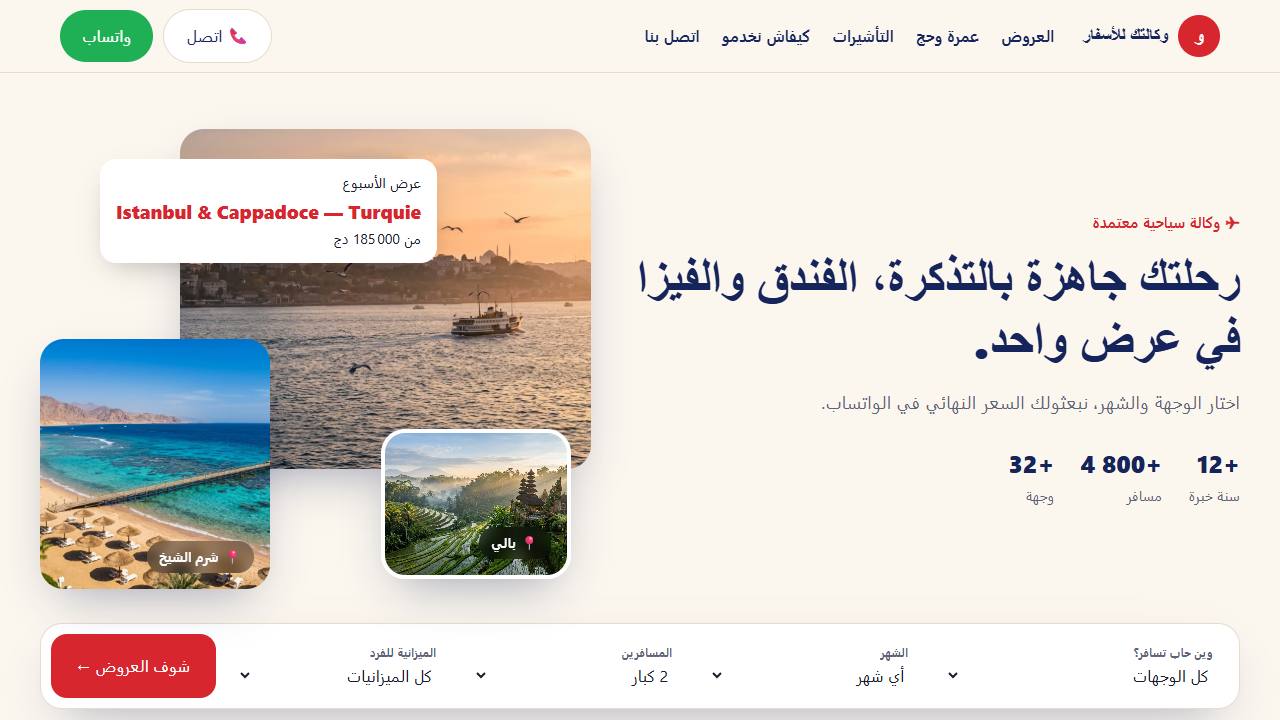 و
وكالتك للأسفار
العروض
عمرة وحج
التأشيرات
كيفاش نخدمو
اتصل بنا
📞 اتصل
واتساب
✈ وكالة سياحية معتمدة
رحلتك جاهزة بالتذكرة، الفندق والفيزا
في عرض واحد.
اختار الوجهة والشهر، نبعثولك السعر النهائي في الواتساب.
12+
سنة خبرة
4 800+
مسافر
32+
وجهة
عرض الأسبوع
Istanbul & Cappadoce — Turquie
من 185 000 دج
📍 بالي
📍 شرم الشيخ
وين حاب تسافر؟
كل الوجهات
الشهر
أي شهر
المسافرين
2 كبار
الميزانية للفرد
كل الميزانيات
شوف العروض ←